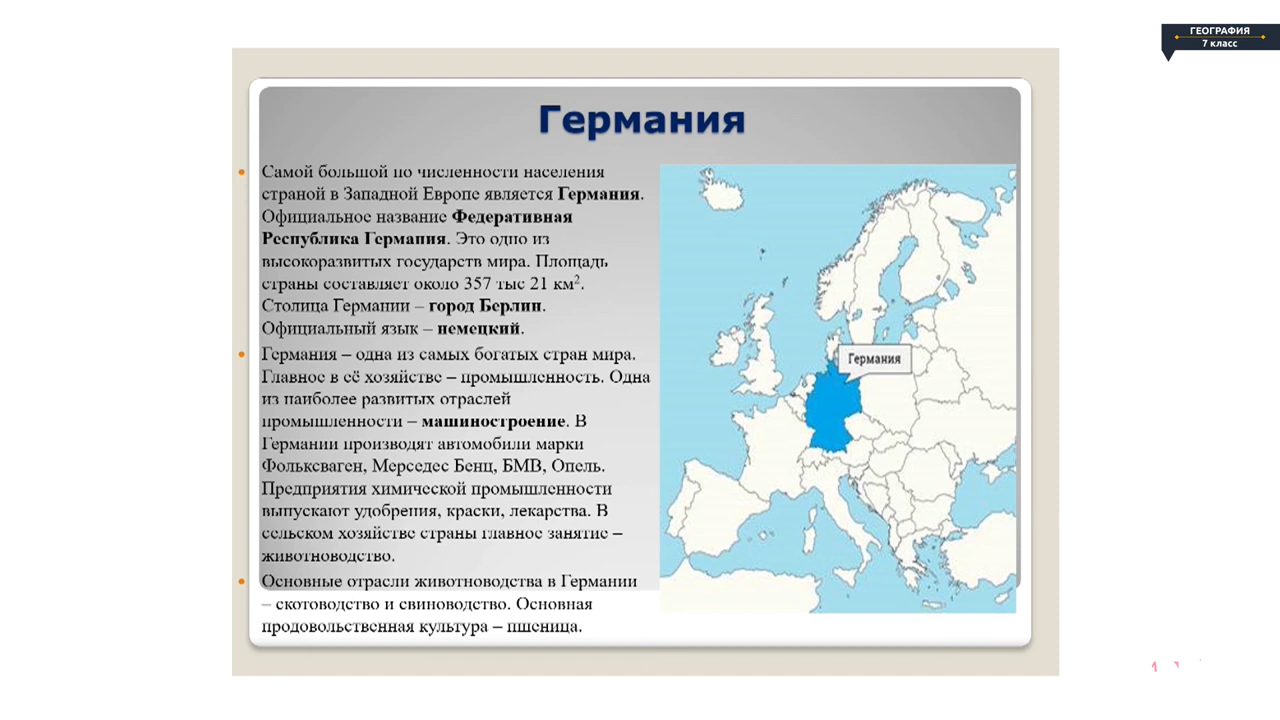 ГЕОГРАФИЯ
7 класс
Германия
Самой большой по численности населения
страной в Западной Европе является Германия.
Официальное название Федеративная
Республика Германия. Это одно из
высокоразвитых государств мира. Площадь
страны составляет около 357 тыс 21 км².
Столица Германии – город Берлин.
Официальный язык – немецкий.
Германия – одна из самых богатых стран мира.
Главное в её хозяйстве – промышленность. Одна
из наиболее развитых отраслей
промышленности – машиностроение. В
Германии производят автомобили марки
Фольксваген, Мерседес Бенц, БМВ, Опель.
Предприятия химической промышленности
выпускают удобрения, краски, лекарства. В
сельском хозяйстве страны главное занятие –
животноводство.
Основные отрасли животноводства в Германии
– скотоводство и свиноводство. Основная
продовольственная культура – пшеница.
Германия